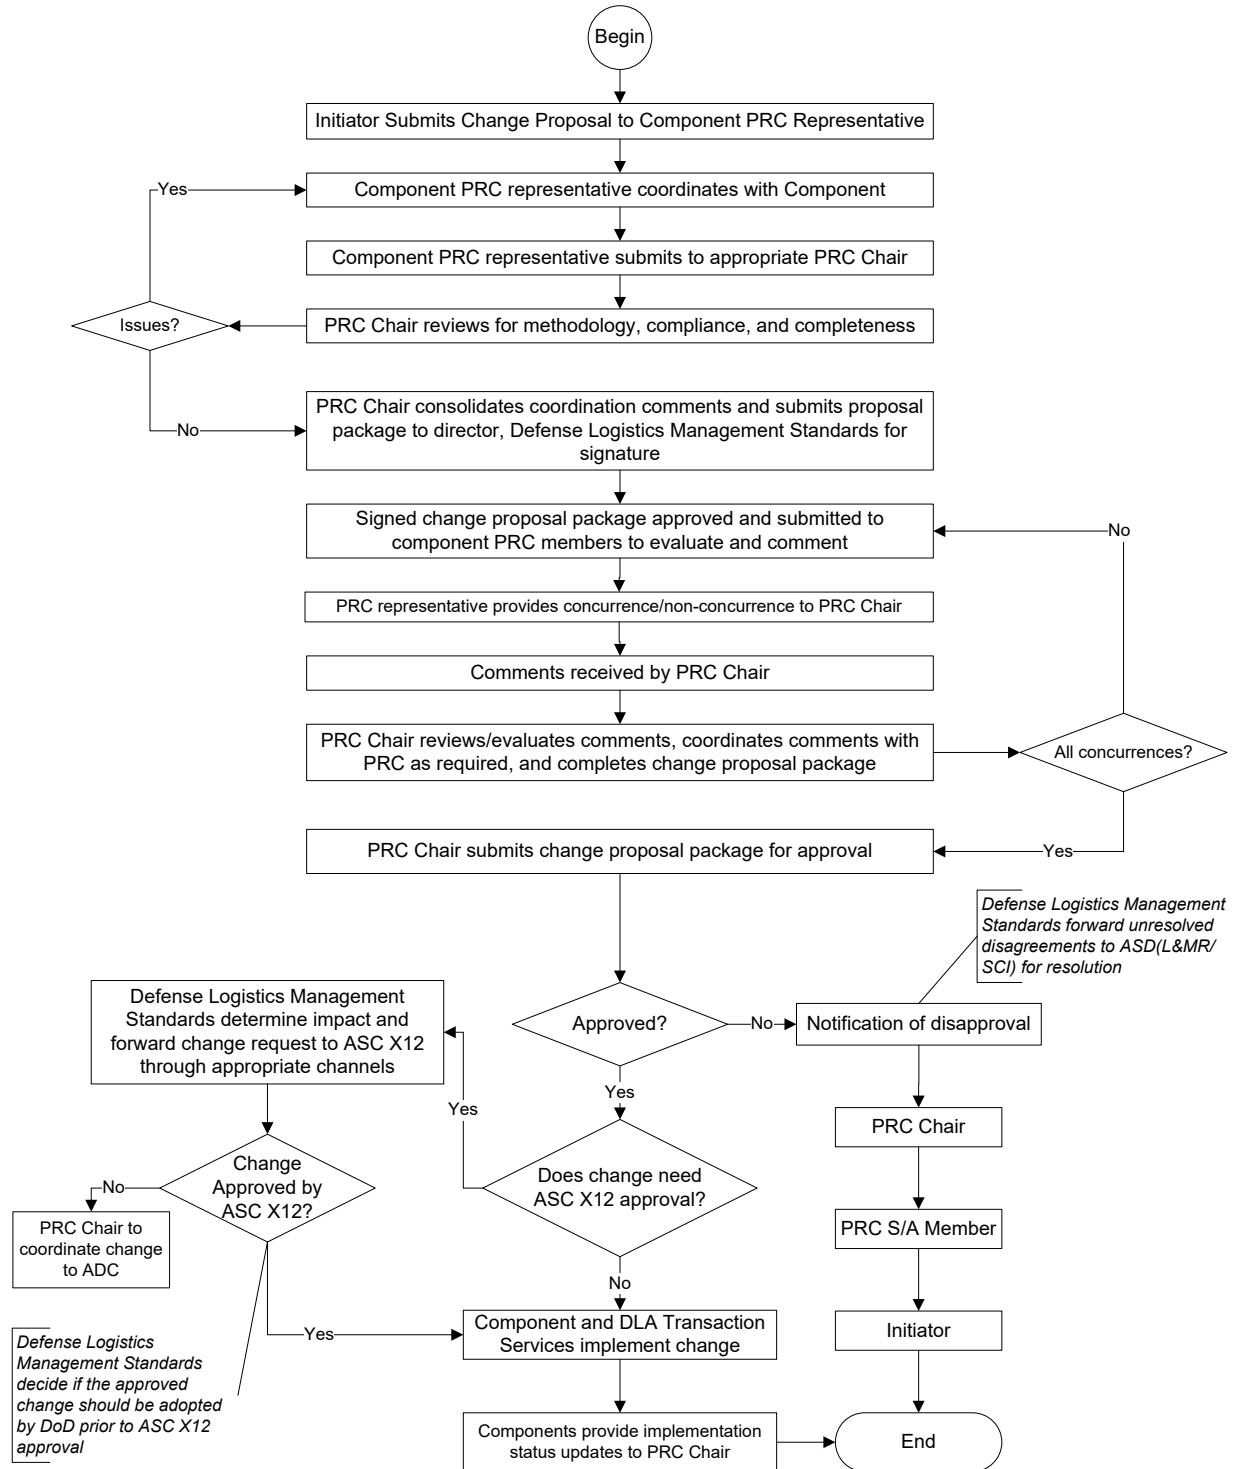 Begin
Initiator Submits Change Proposal to Component PRC Representative
Yes
Component PRC representative coordinates with Component
Component PRC representative submits to appropriate PRC Chair
Issues?
PRC Chair reviews for methodology, compliance, and completeness
No
PRC Chair consolidates coordination comments and submits proposal
package to director, Defense Logistics Management Standards for
signature
Signed change proposal package approved and submitted to
component PRC members to evaluate and comment
No
PRC representative provides concurrence/non-concurrence to PRC Chair
Comments received by PRC Chair
PRC Chair reviews/evaluates comments, coordinates comments with
PRC as required, and completes change proposal package
All concurrences?
PRC Chair submits change proposal package for approval
Yes
Defense Logistics Management
Standards forward unresolved
disagreements to ASD(L&MR/
SCI) for resolution
Defense Logistics Management
Standards determine impact and
forward change request to ASC X12
through appropriate channels
Approved?
No
Notification of disapproval
Yes
Yes
PRC Chair
Change
Approved by
ASC X12?
No
Does change need
ASC X12 approval?
PRC Chair to
coordinate change
to ADC
PRC S/A Member
No
Yes
Component and DLA Transaction
Services implement change
Initiator
Defense Logistics
Management Standards
decide if the approved
change should be adopted
by DoD prior to ASC X12
approval
Components provide implementation
status updates to PRC Chair
End